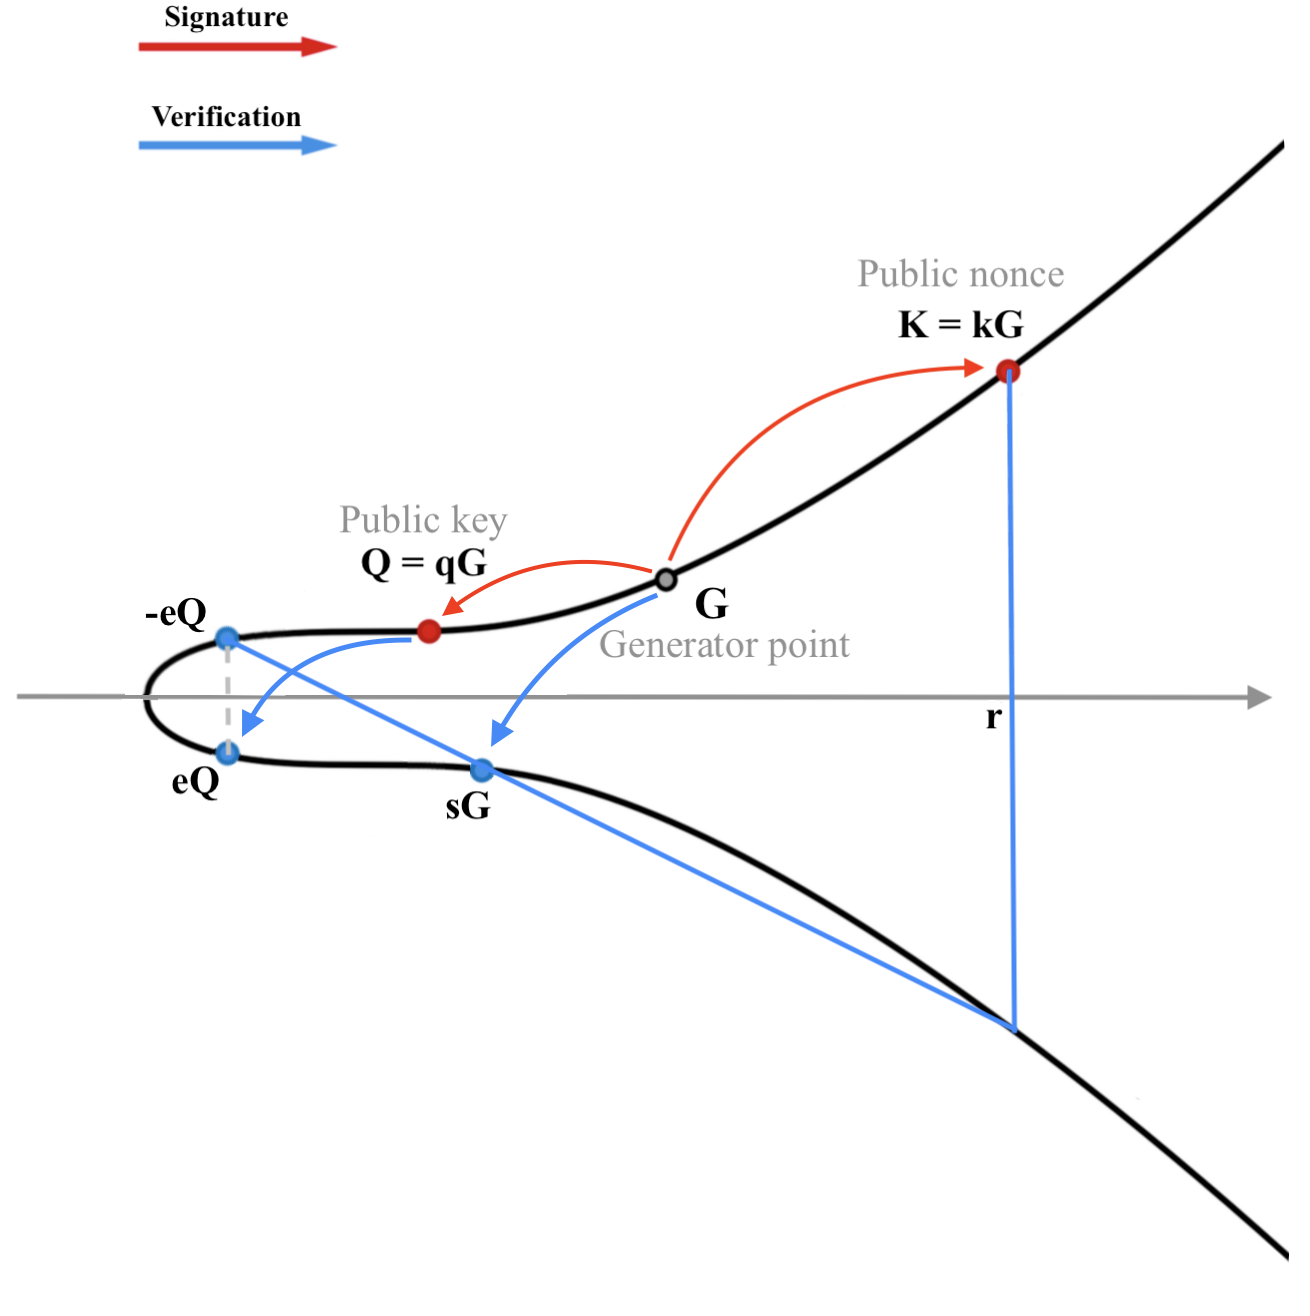 Signature
Verification
Public nonce
K = kG
Public key
Q = qG
G
Generator point
-eQ
r
eQ
sG